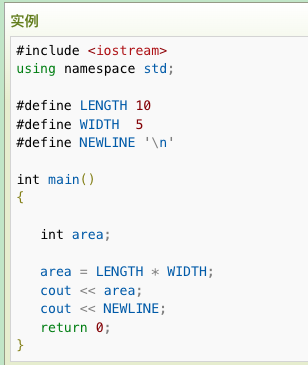 实例
#include <iostream>
using namespace std;

#define LENGTH 10
#define WIDTH  5
#define NEWLINE '\n'

int main()
{

   int area;

   area = LENGTH * WIDTH;
   cout << area;
   cout << NEWLINE;
   return 0;
}